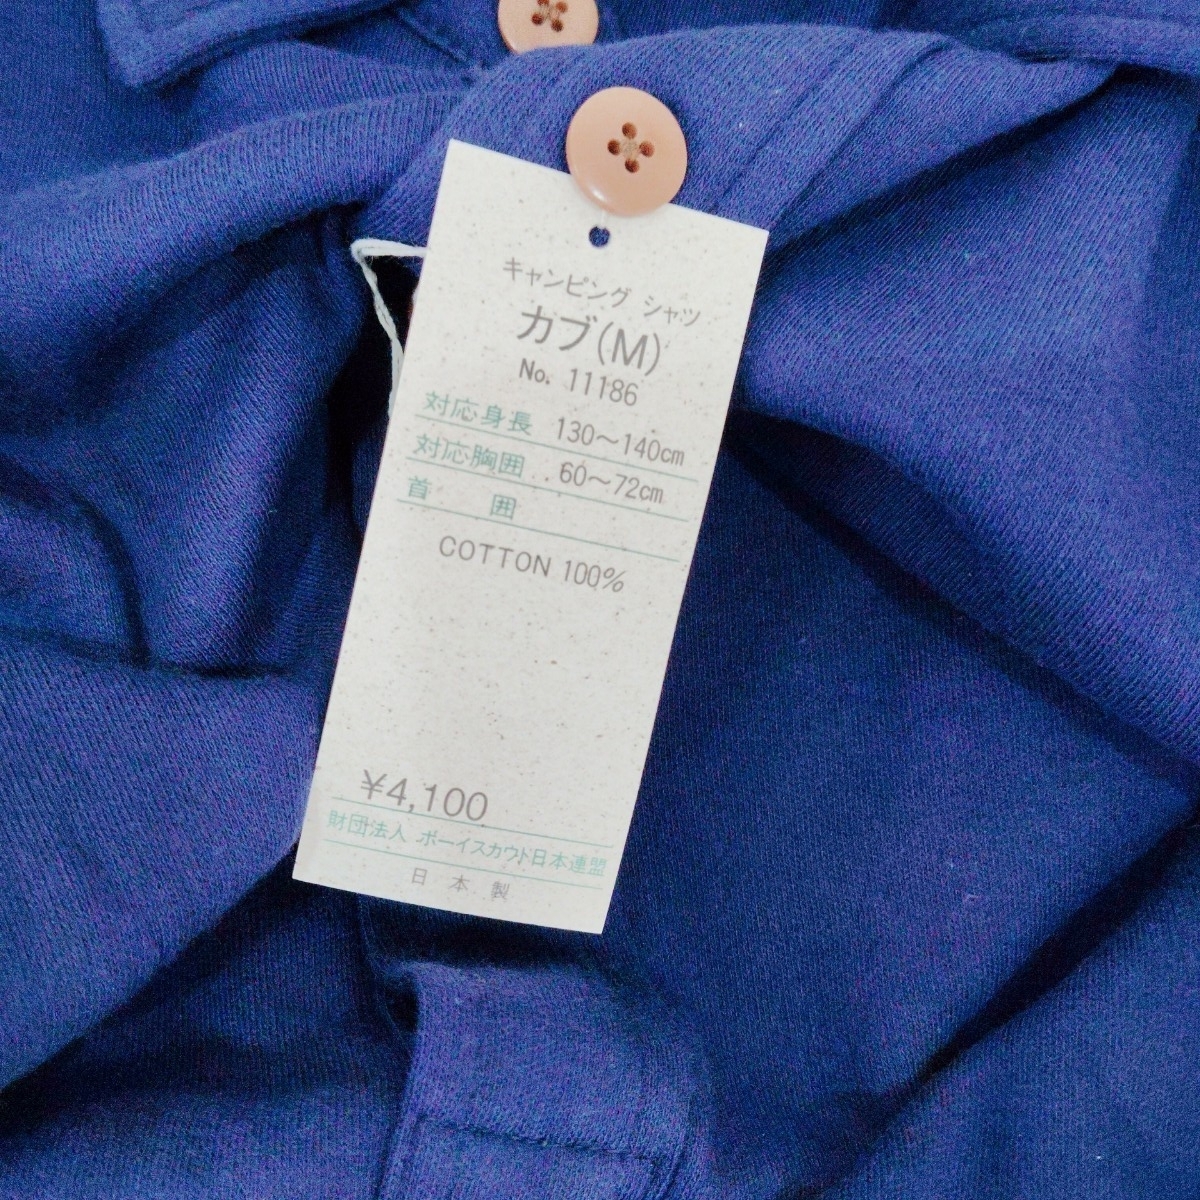 キャンピング シャツ
カブ(M)
No. 11186
対応身長 130～140cm
対応胸囲 60～72cm
首 囲
COTTON 100%
¥4,100
財団法人 ボーイスカウト日本連盟
日本製